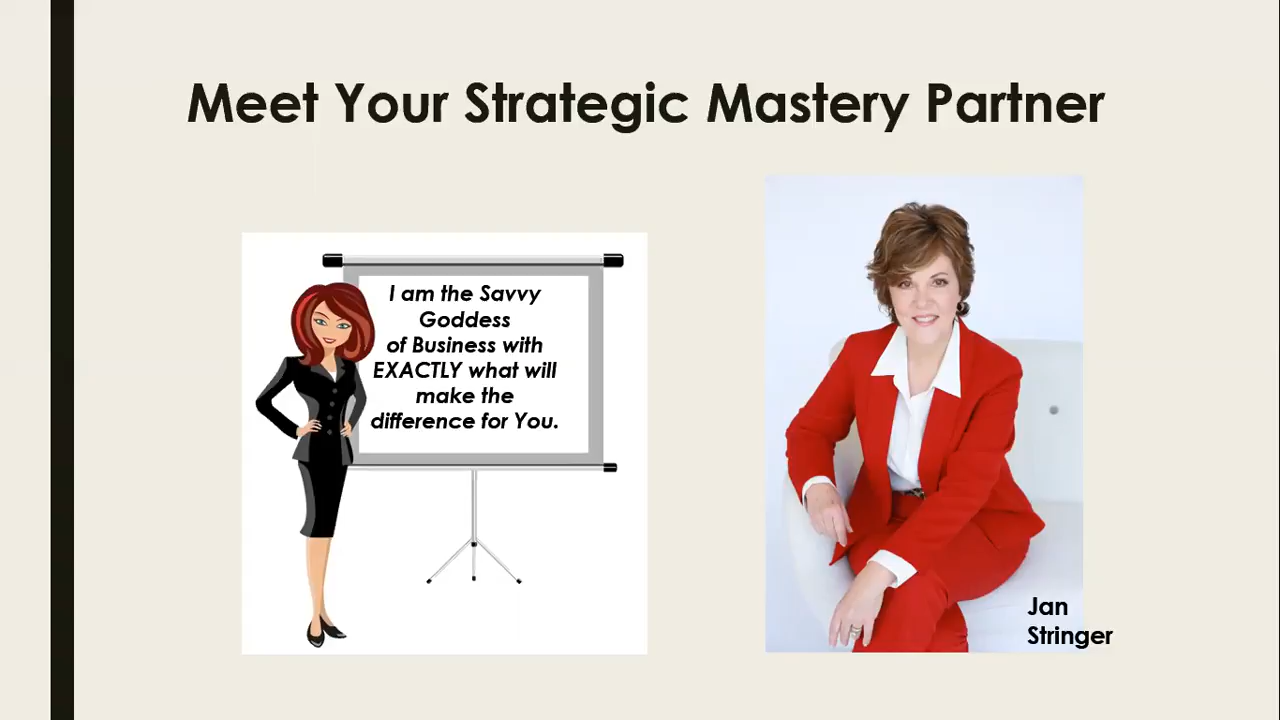 Meet Your Strategic Mastery Partner
I am the Savvy
Goddess
of Business with
EXACTLY what will
make the
difference for You.
Jan
Stringer